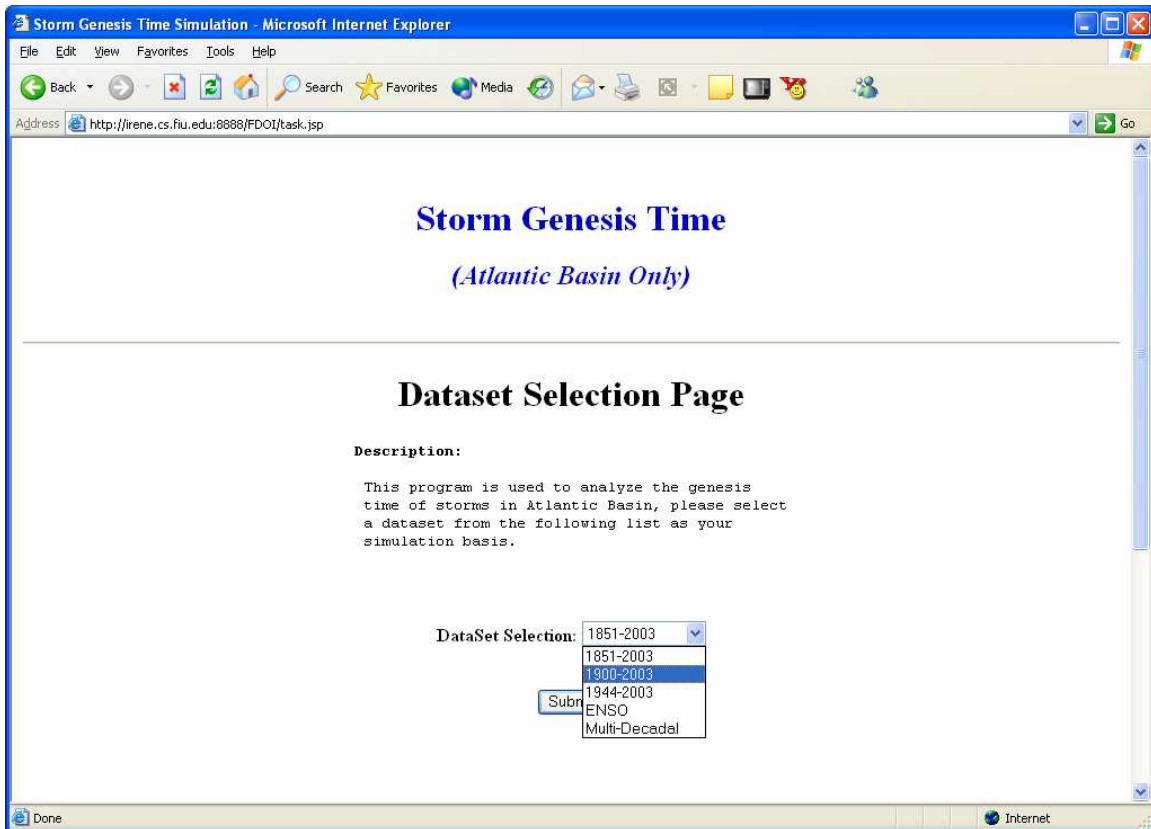 Storm Genesis Time Simulation - Microsoft Internet Explorer
File Edit View Favorites Tools Help
Back Search Favorites Media
Address http://irene.cs.fiu.edu:8888/FDOI/task.jsp Go
Storm Genesis Time
(Atlantic Basin Only)
Dataset Selection Page
Description:
This program is used to analyze the genesis
time of storms in Atlantic Basin, please select
a dataset from the following list as your
simulation basis.
DataSet Selection: 1851-2003
1851-2003
1900-2003
1944-2003
ENSO
Multi-Decadal
Done Internet